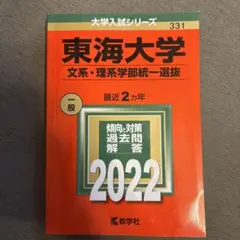 大学入試シリーズ
331
東海大学
文系・理系学部統一選抜
一般
最近2カ年
傾向と対策
過去問
解答
2022
教学社